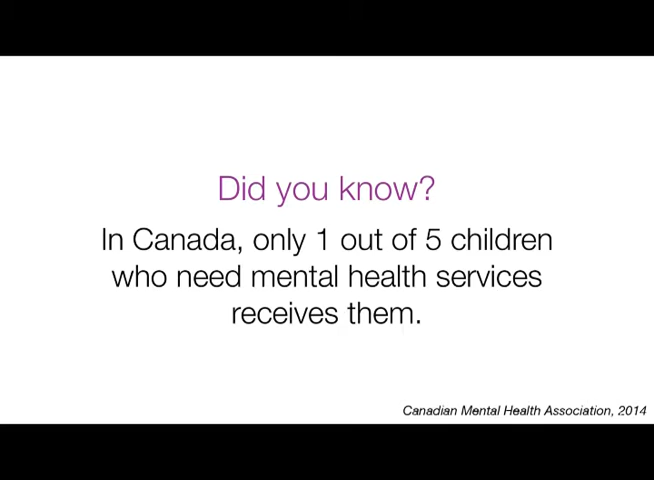 Did you know?
In Canada, only 1 out of 5 children
who need mental health services
receives them.
Canadian Mental Health Association, 2014